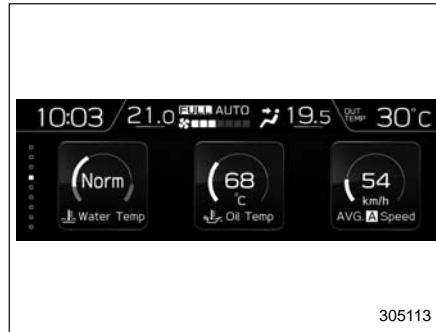 10:03 21.0 FULL AUTO 19.5 OUT TEMP 30°C
Norm
Water Temp
68
°C
Oil Temp
54
km/h
AVG. A Speed
305113